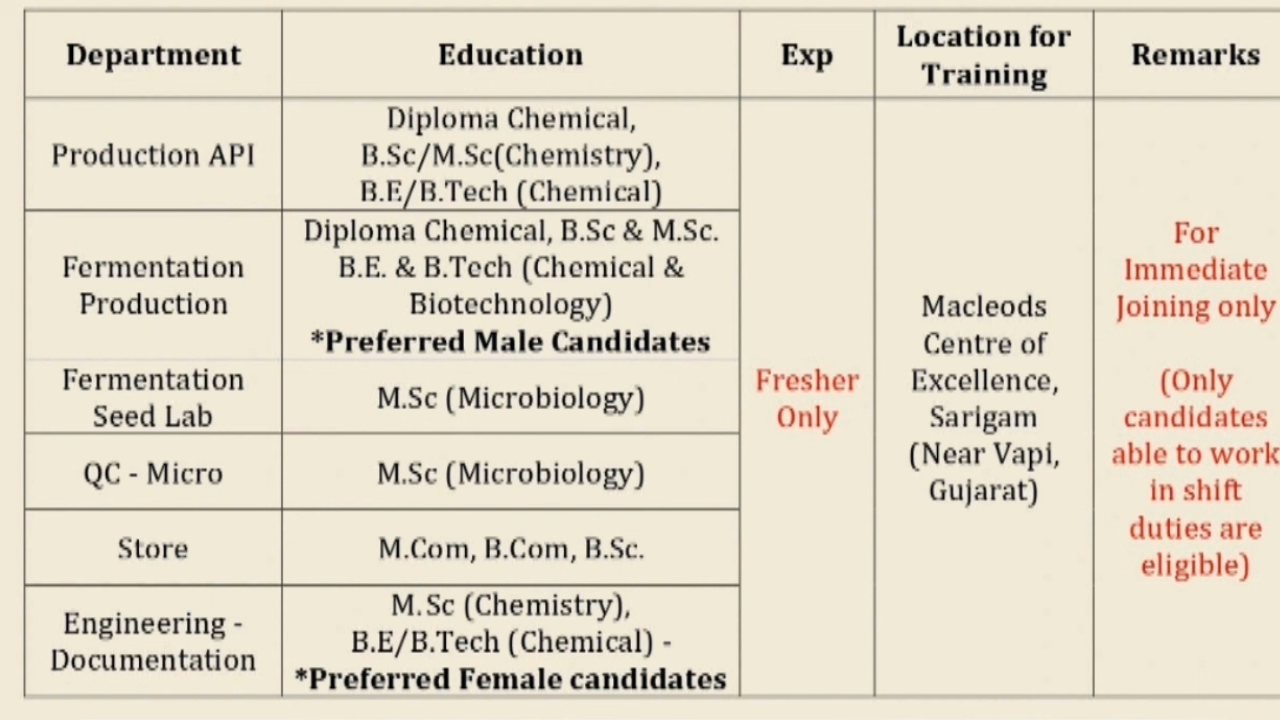 Department
Education
Exp
Location for
Training
Remarks
Production API
Diploma Chemical,
B.Sc/M.Sc(Chemistry),
B.E/B.Tech (Chemical)
Fermentation
Production
Diploma Chemical, B.Sc & M.Sc.
B.E. & B.Tech (Chemical &
Biotechnology)
*Preferred Male Candidates
Fermentation
Seed Lab
M.Sc (Microbiology)
QC - Micro
M.Sc (Microbiology)
Store
M.Com, B.Com, B.Sc.
Engineering -
Documentation
M.Sc (Chemistry),
B.E/B.Tech (Chemical) -
*Preferred Female candidates
Fresher
Only
Macleods
Centre of
Excellence,
Sarigam
(Near Vapi,
Gujarat)
For
Immediate
Joining only
(Only
candidates
able to work
in shift
duties are
eligible)